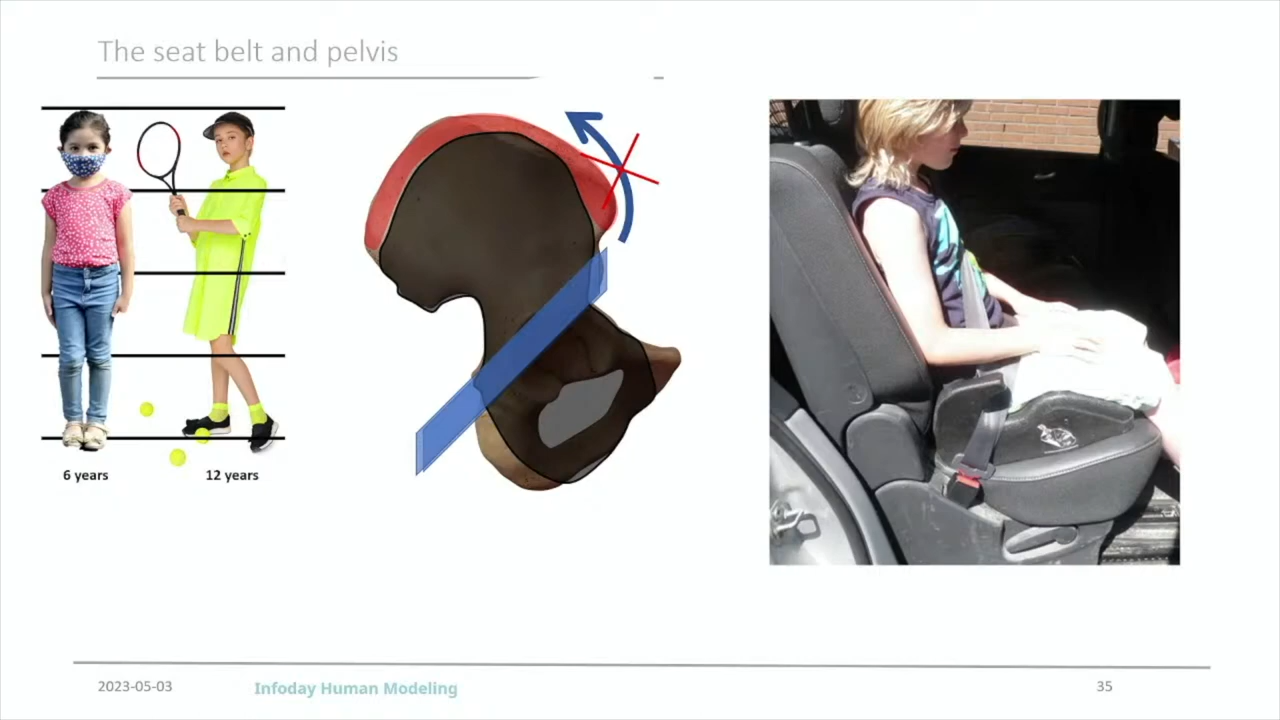 The seat belt and pelvis
6 years
12 years
2023-05-03
Infoday Human Modeling
35